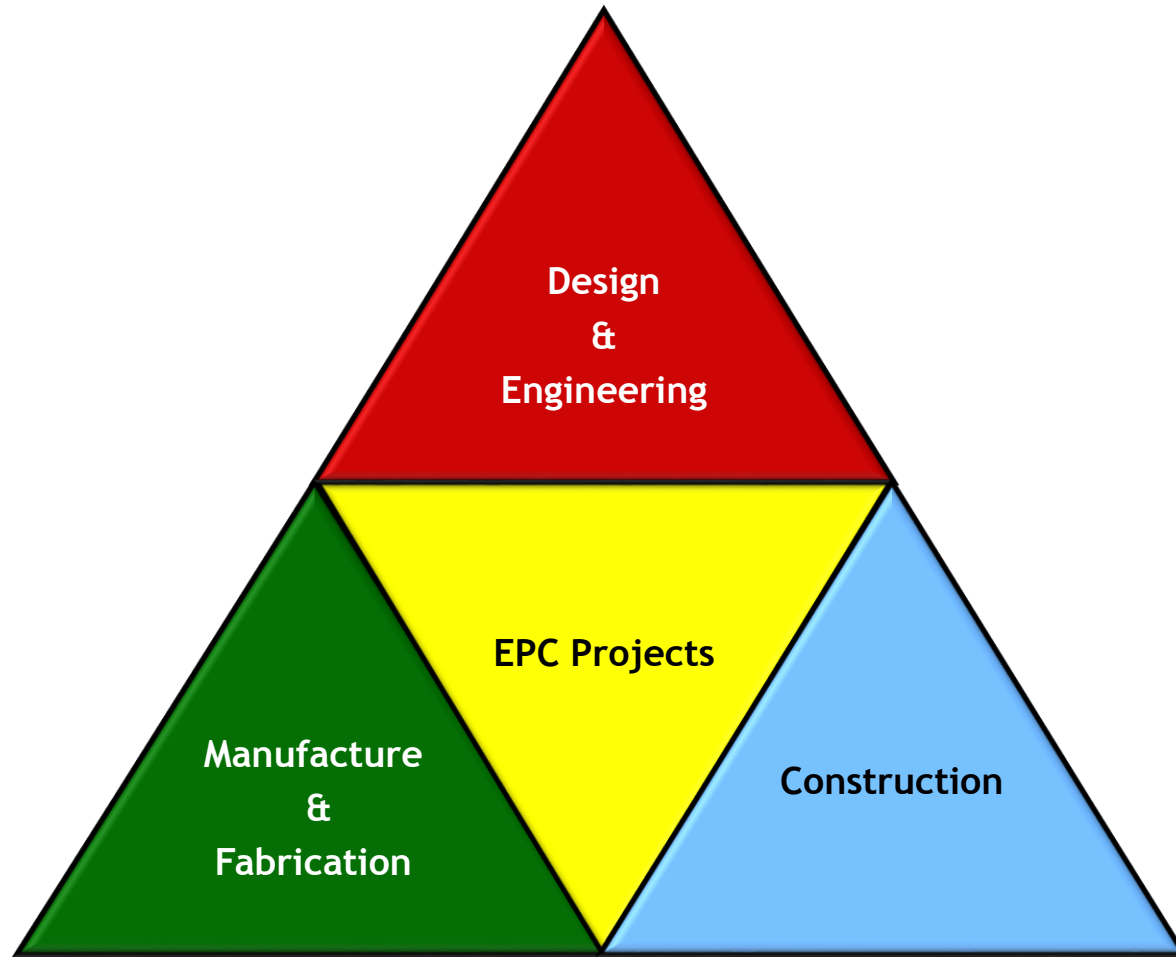 Design
&
Engineering
EPC Projects
Manufacture
&
Fabrication
Construction